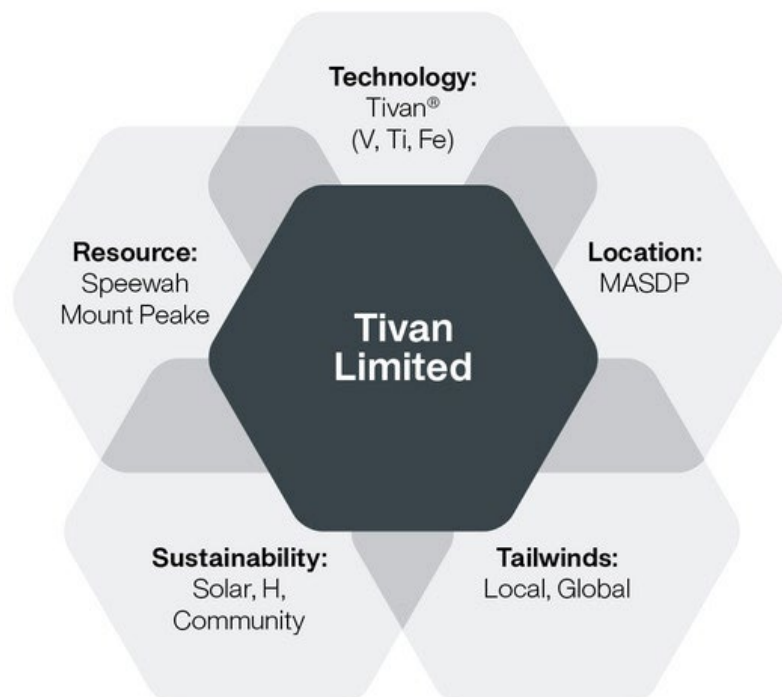 Technology:
Tivan®
(V, Ti, Fe)
Resource:
Speewah
Mount Peake
Location:
MASDP
Tivan
Limited
Sustainability:
Solar, H,
Community
Tailwinds:
Local, Global